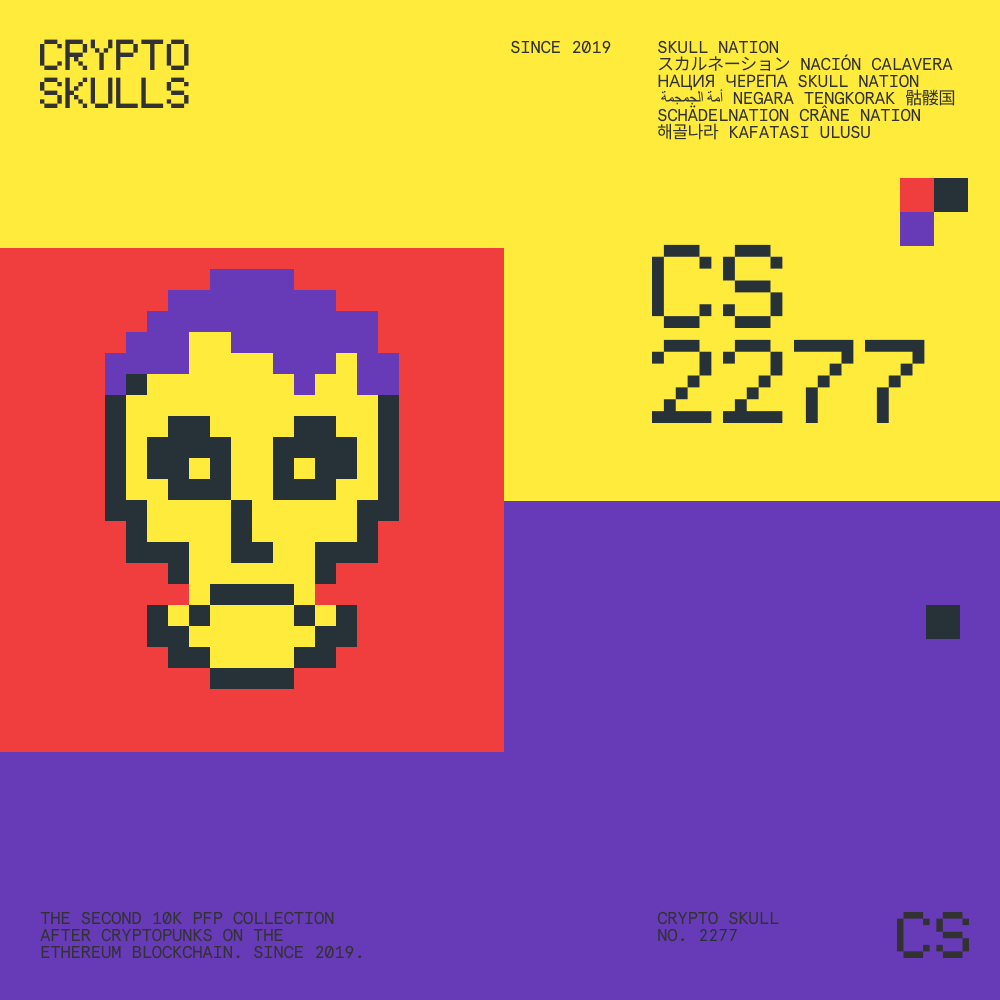 CRYPTO
SKULLS
SINCE 2019
SKULL NATION
スカルネーション NACIÓN CALAVERA
НАЦИЯ ЧЕРЕПА SKULL NATION
أمة الجمجمة NEGARA TENGKORAK 骷髅国
SCHÄDELNATION CRÂNE NATION
해골나라 KAFATASI ULUSU
CS
2277
THE SECOND 10K PFP COLLECTION
AFTER CRYPTOPUNKS ON THE
ETHEREUM BLOCKCHAIN. SINCE 2019.
CRYPTO SKULL
NO. 2277
CS